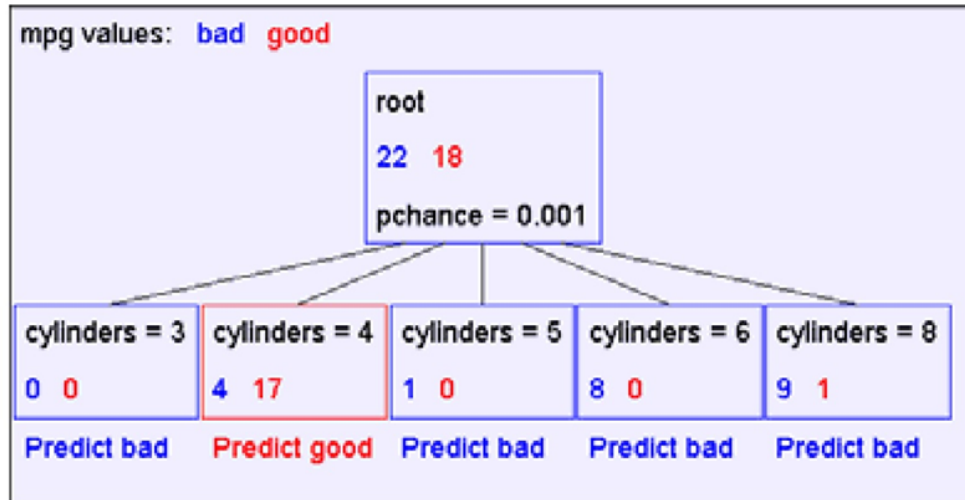 mpg values: bad good
root
22 18
pchance = 0.001
cylinders = 3 cylinders = 4 cylinders = 5 cylinders = 6 cylinders = 8
0 0 4 17 1 0 8 0 9 1
Predict bad Predict good Predict bad Predict bad Predict bad